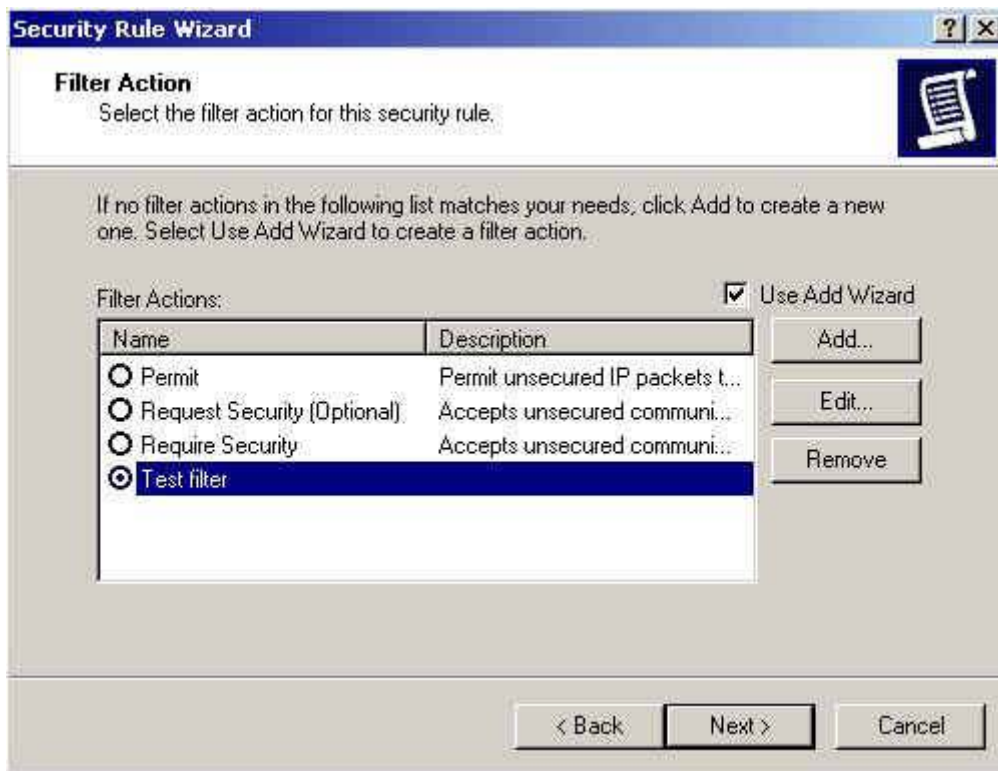 Security Rule Wizard
Filter Action
Select the filter action for this security rule.
If no filter actions in the following list matches your needs, click Add to create a new
one. Select Use Add Wizard to create a filter action.
Filter Actions:
Use Add Wizard
Name Description
Permit Permit unsecured IP packets t...
Request Security (Optional) Accepts unsecured communi...
Require Security Accepts unsecured communi...
Test filter
Add...
Edit...
Remove
< Back Next > Cancel